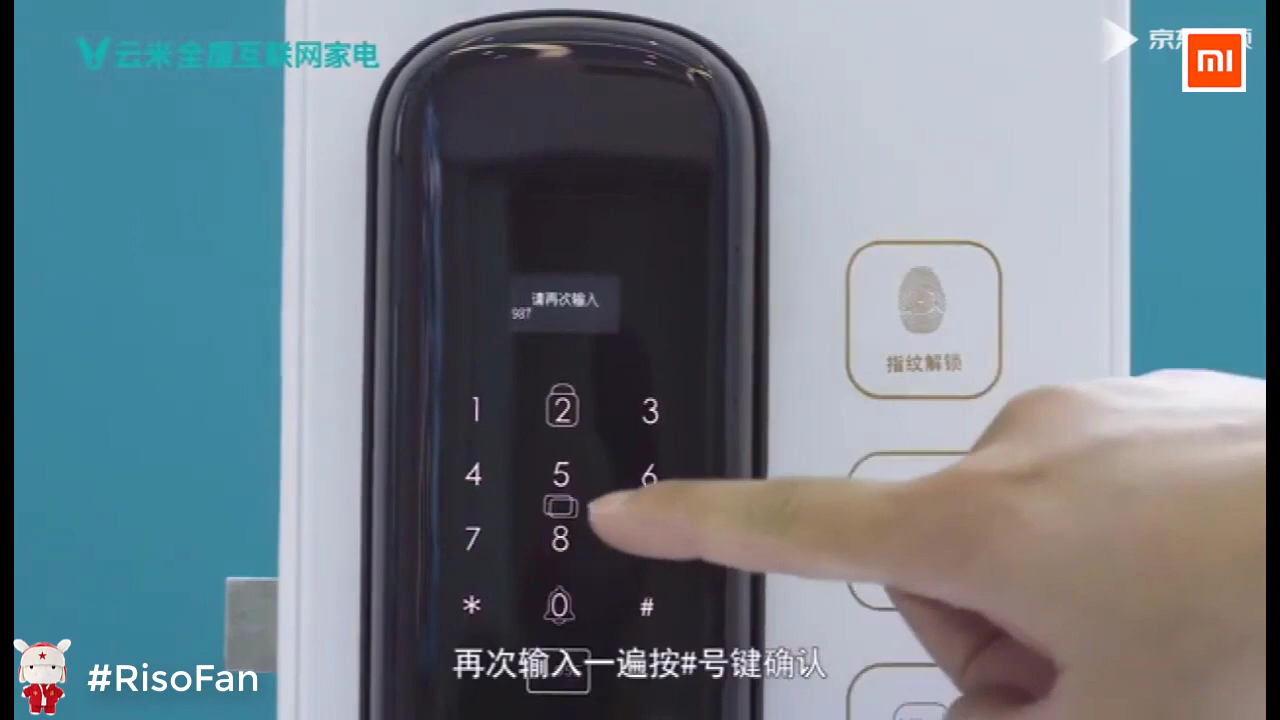 云米 全屋互联网家电
京
mi
请再次输入
987
指纹解锁
1 2 3
4 5 6
7 8
* 0 #
再次输入一遍按#号键确认
#RisoFan